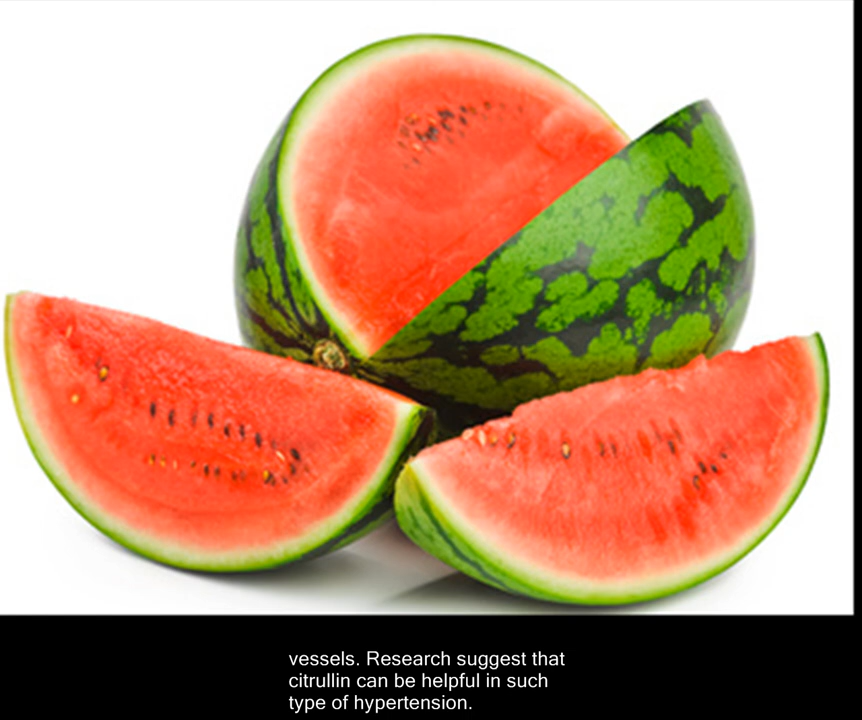 vessels. Research suggest that
citrullin can be helpful in such
type of hypertension.